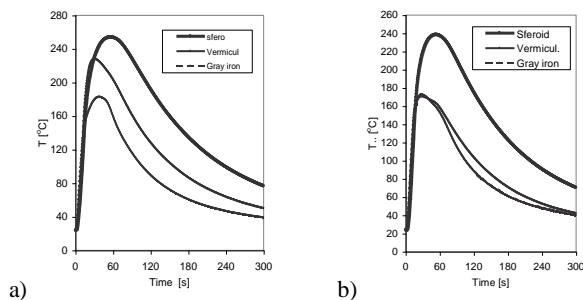 280
240
200
160
120
80
40
0
T [°C]
sfero
Vermicul
Gray iron
0 60 120 180 240 300
Time [s]
a)
260
240
220
200
180
160
140
120
100
80
60
40
20
0
T.. [°C]
Sferoid
Vermicul.
Gray iron
0 60 120 180 240 300
Time [s]
b)